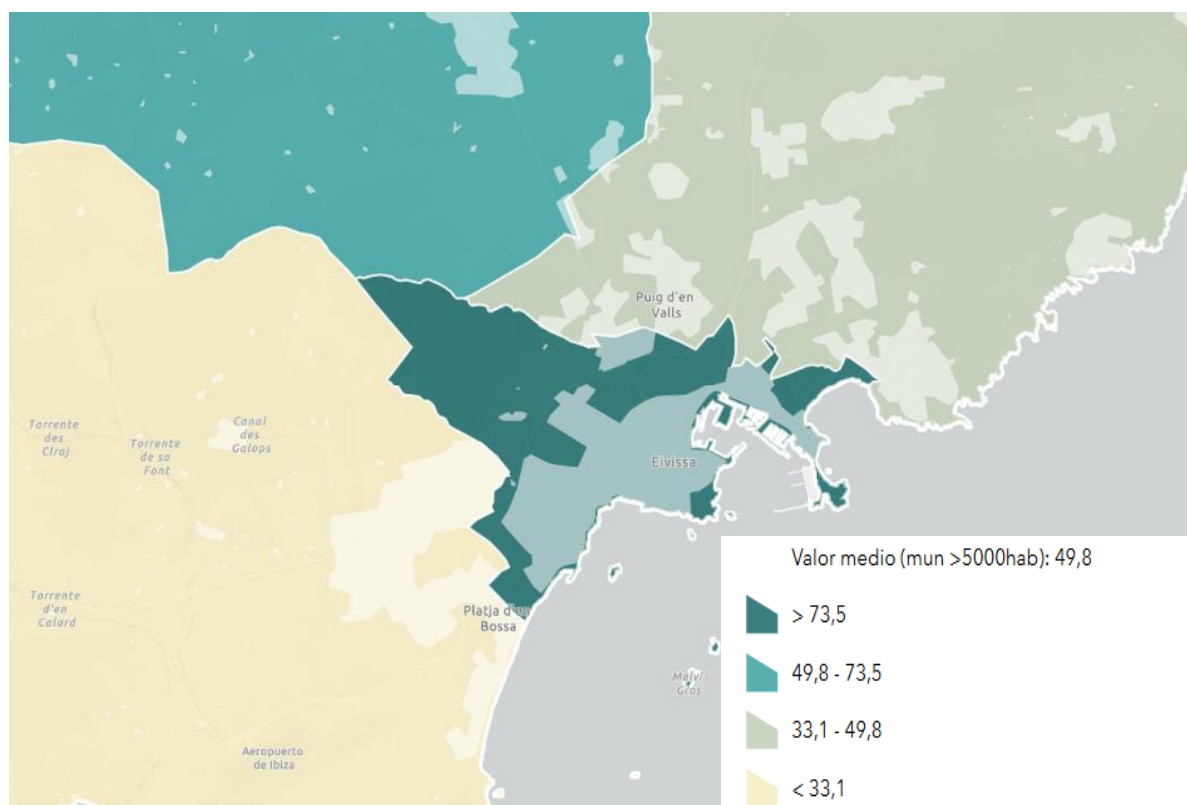 Puig d'en
Valls
Torrente
des
Clraj
Torrente
de sa
Font
Canal
des
Galops
Eivissa
Torrente
d'en
Calard
Platja d'en
Bossa
Malvi
Gros
Aeropuerto
de Ibiza
Valor medio (mun >5000hab): 49,8
> 73,5
49,8 - 73,5
33,1 - 49,8
< 33,1